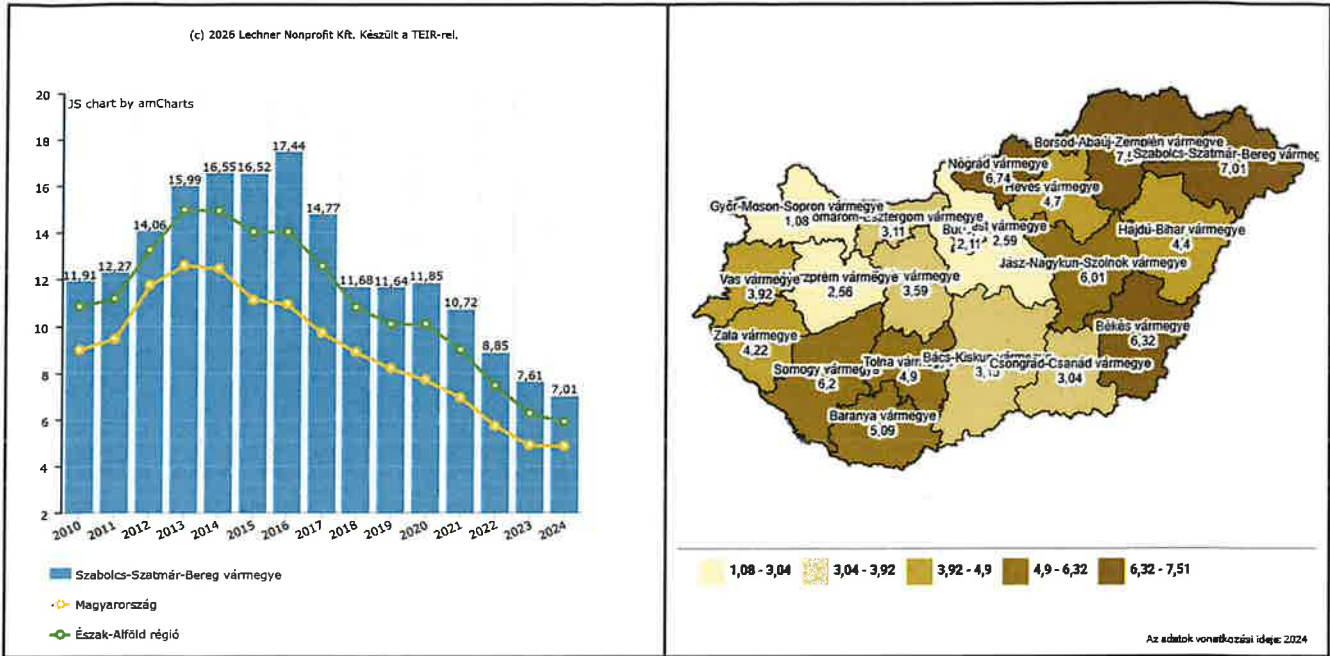 (c) 2026 Lechner Nonprofit Kft. Készült a TEIR-rel.
JS chart by amCharts
20
18
16
14
12
10
8
6
4
2
11,91
12,27
14,06
15,99
16,55
16,52
17,44
14,77
11,68
11,64
11,85
10,72
8,85
7,61
7,01
2010
2011
2012
2013
2014
2015
2016
2017
2018
2019
2020
2021
2022
2023
2024
Szabolcs-Szatmár-Bereg vármegye
Magyarország
Észak-Alföld régió
Borsod-Abaúj-Zemplén vármegye
Szabolcs-Szatmár-Bereg
7,01
Nógrád vármegye
6,74
Heves vármegye
4,7
Győr-Moson-Sopron vármegye
1,08
vármegye
3,11
2,11
2,59
Hajdú-Bihar vármegye
4,4
Jász-Nagykun-Szolnok vármegye
6,01
Vas vármegye
3,92
vármegye
2,56
vármegye
3,59
Zala vármegye
4,22
Somogy vármegye
6,2
Tolna
4,9
Bács-Kiskun
Csongrád-Csanád vármegye
3,04
Békés vármegye
6,32
Baranya vármegye
5,09
1,08 - 3,04
3,04 - 3,92
3,92 - 4,9
4,9 - 6,32
6,32 - 7,51
Az adatok vonatkozási ideje: 2024